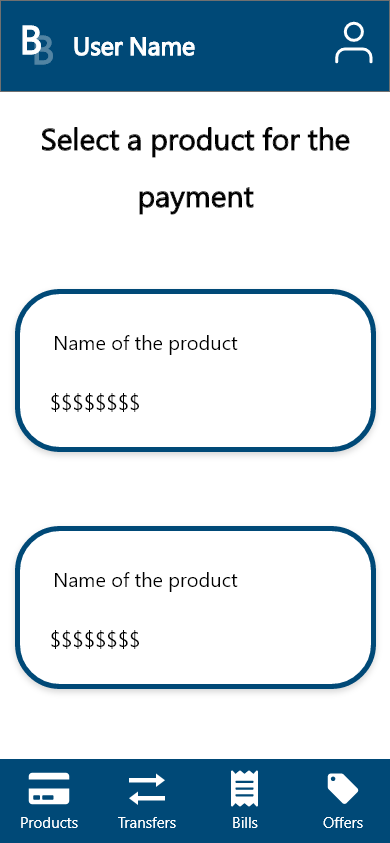 BB User Name
Select a product for the
payment
Name of the product
$$$$$$$$
Name of the product
$$$$$$$$
Products Transfers Bills Offers